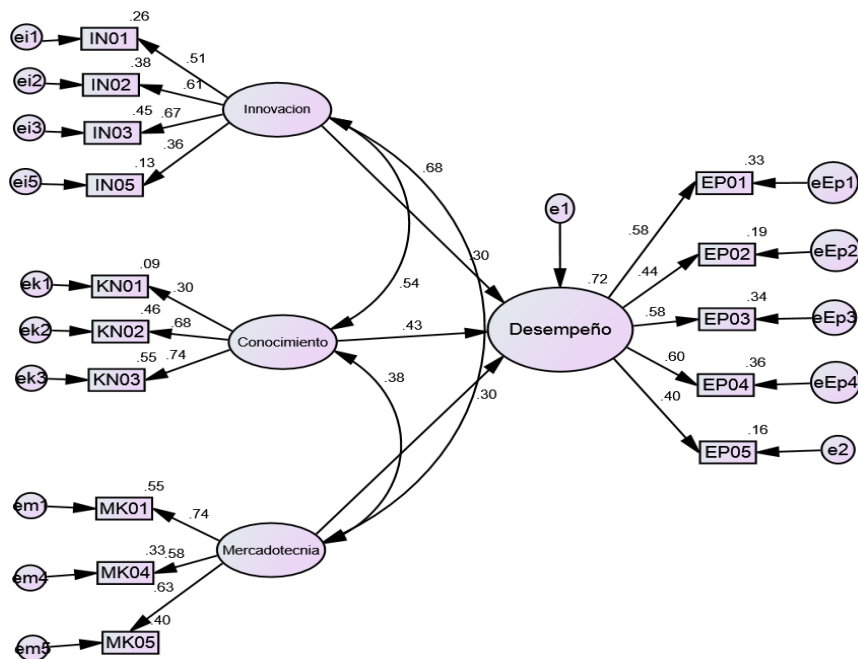 .26
ei1 IN01
.51
.38
ei2 IN02
.61
.45
ei3 IN03
.67
.36
.13
ei5 IN05
Innovacion
.68
.30
.54
.09
ek1 KN01
.30
.46
ek2 KN02
.68
.55
ek3 KN03
.74
Conocimiento
.43
.38
.30
.55
em1 MK01
.74
.33
em4 MK04
.58
.63
.40
em5 MK05
Mercadotecnia
e1
.72
Desempeño
.33
EP01 eEp1
.58
.19
EP02 eEp2
.44
.34
EP03 eEp3
.58
.36
EP04 eEp4
.60
.40
.16
EP05 e2